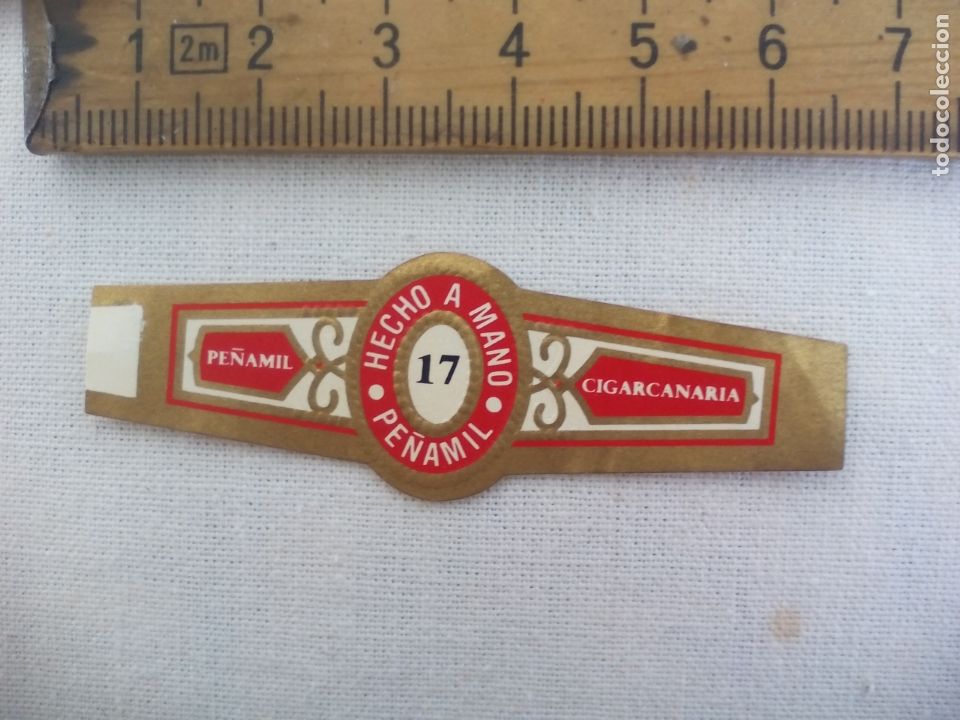 1 2m 2 3 4 5 6 7
todocoleccion
HECHO A MANO
PEÑAMIL
17
CIGARCANARIA
PEÑAMIL